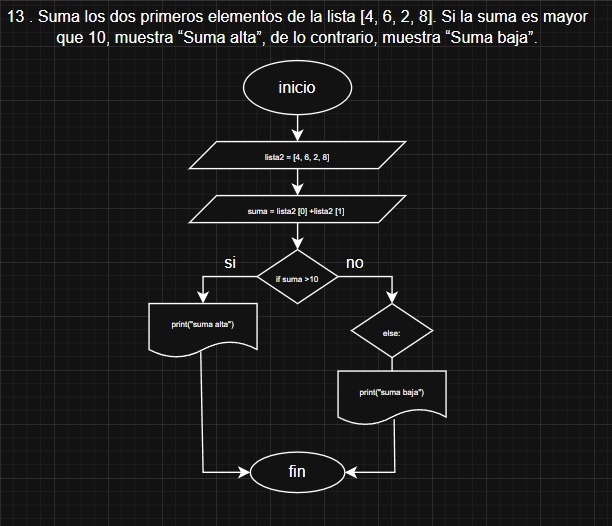 13 . Suma los dos primeros elementos de la lista [4, 6, 2, 8]. Si la suma es mayor
que 10, muestra “Suma alta”, de lo contrario, muestra “Suma baja”.
inicio
lista2 = [4, 6, 2, 8]
suma = lista2 [0] +lista2 [1]
si
no
if suma >10
print("suma alta")
else:
print("suma baja")
fin